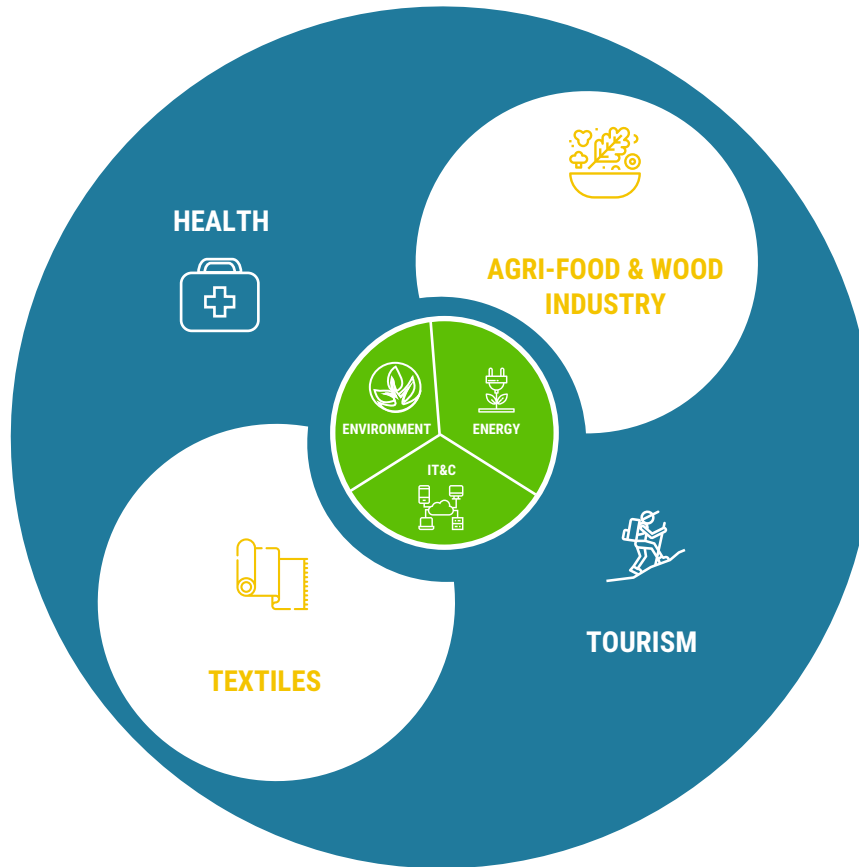 HEALTH
AGRI-FOOD & WOOD
INDUSTRY
ENVIRONMENT
ENERGY
IT&C
TOURISM
TEXTILES